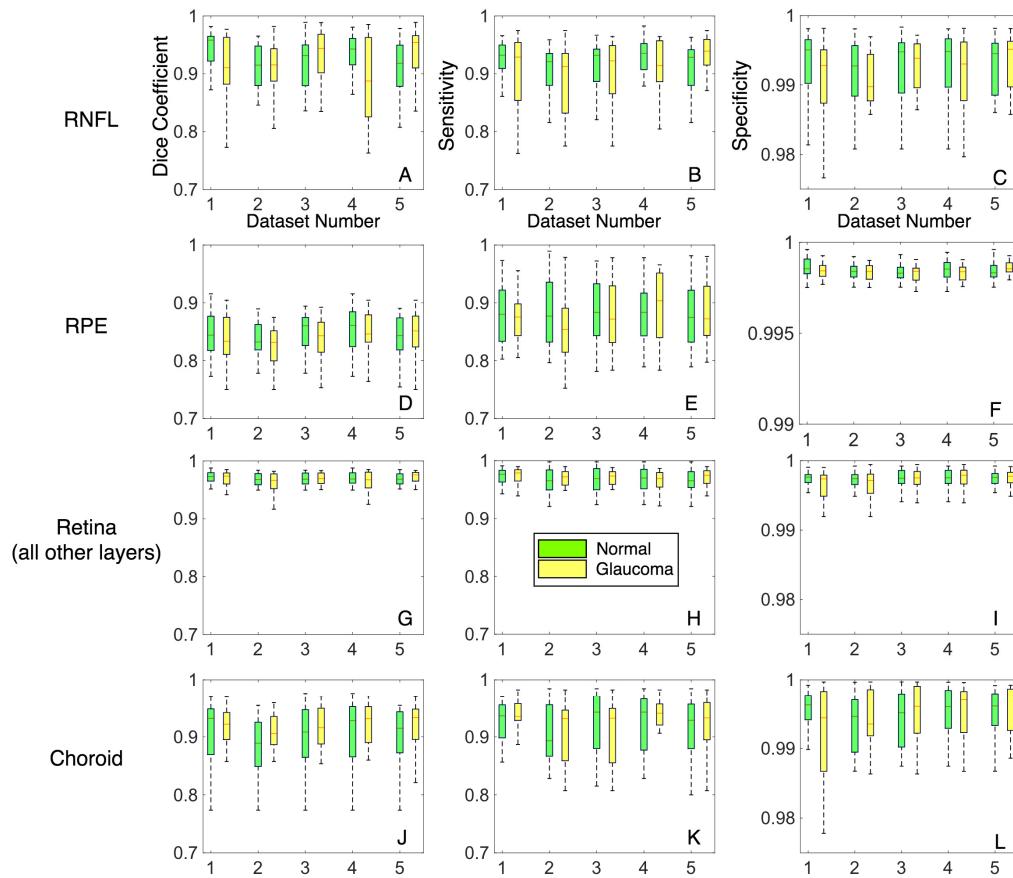 RNFL
Dice Coefficient
1
0.9
0.8
0.7
A
1 2 3 4 5
Dataset Number
Sensitivity
1
0.9
0.8
0.7
B
1 2 3 4 5
Dataset Number
Specificity
1
0.99
0.98
C
1 2 3 4 5
Dataset Number
RPE
1
0.9
0.8
0.7
D
1 2 3 4 5
1
0.9
0.8
0.7
E
1 2 3 4 5
1
0.995
0.99
F
1 2 3 4 5
Retina
(all other layers)
1
0.9
0.8
0.7
G
1 2 3 4 5
1
0.9
0.8
0.7
Normal
Glaucoma
H
1 2 3 4 5
1
0.99
0.98
I
1 2 3 4 5
Choroid
1
0.9
0.8
0.7
J
1 2 3 4 5
1
0.9
0.8
0.7
K
1 2 3 4 5
1
0.99
0.98
L
1 2 3 4 5